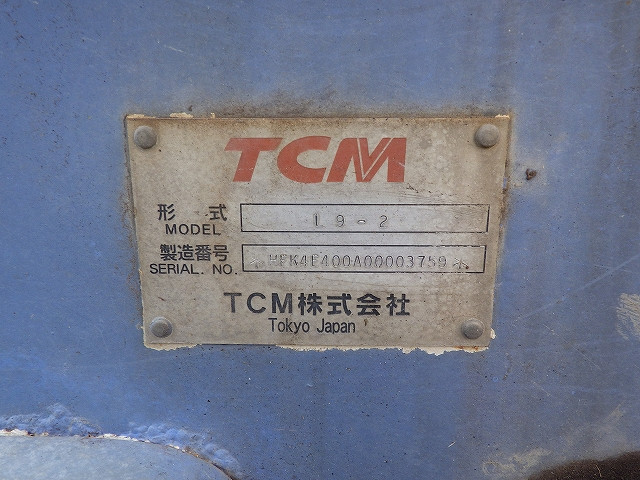 TCM
形式 L9-2
MODEL
製造番号 *HFK4E400A00003759*
SERIAL. NO.
TCM株式会社
Tokyo Japan